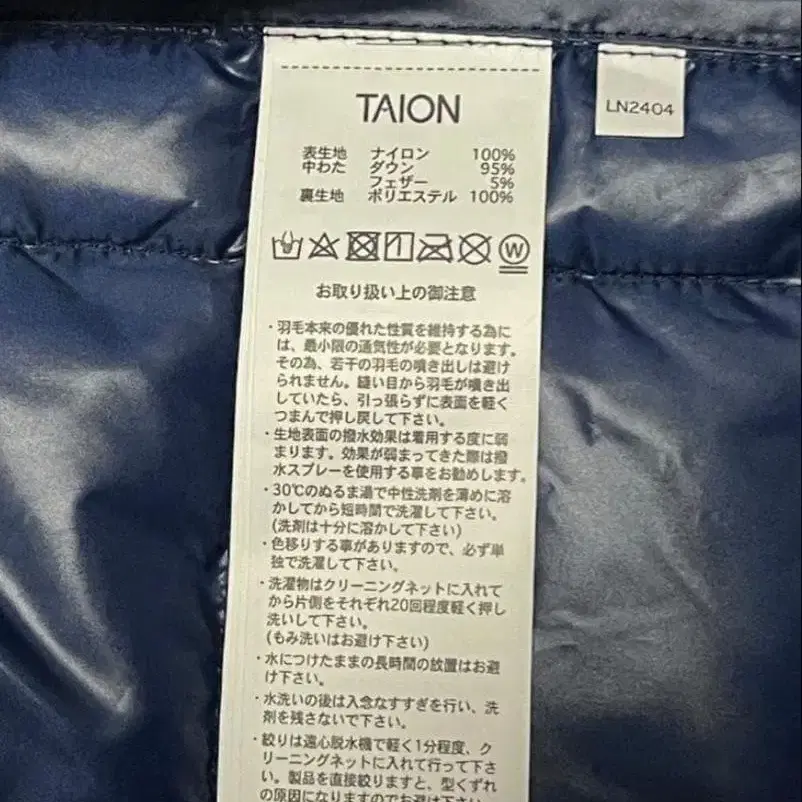 TAION
LN2404
表生地 ナイロン 100%
中わた ダウン 95%
フェザー 5%
裏生地 ポリエステル 100%
W
お取り扱い上の御注意
・羽毛本来の優れた性質を維持する為に
は、最小限の通気性が必要となります。
その為、若干の羽毛の噴き出しは避け
られません。縫い目から羽毛が噴き出
していたら、引っ張らずに表面を軽く
つまんで押し戻して下さい。
・生地表面の撥水効果は着用する度に弱
まります。効果が弱まってきた際は撥
水スプレーを使用する事をお勧めします。
・30℃のぬるま湯で中性洗剤を薄めに溶
かしてから短時間で洗濯して下さい。
(洗剤は十分に溶かして下さい)
・色移りする事がありますので、必ず単
独で洗濯して下さい。
・洗濯物はクリーニングネットに入れて
から片側をそれぞれ20回程度軽く押し
洗いして下さい。
(もみ洗いはお避け下さい)
・水につけたままの長時間の放置はお避
け下さい。
・水洗いの後は入念なすすぎを行い、洗
剤を残さないで下さい。
・絞りは遠心脱水機で軽く1分程度、ク
リーニングネットに入れて行って下さ
い。製品を直接絞りますと、型くずれ
の原因になりますのでお避け下さい。